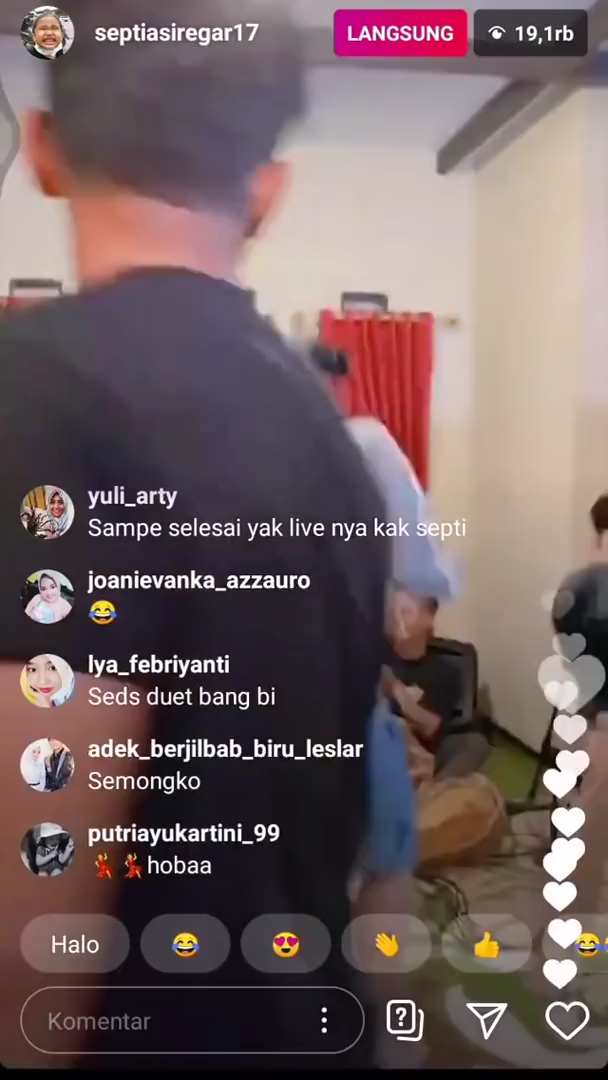 septiasiregar17
LANGSUNG
19,1rb
yuli_arty
Sampe selesai yak live nya kak septi
joanievanka_azzauro
😂
lya_febriyanti
Seds duet bang bi
adek_berjilbab_biru_leslar
Semongko
putriayukartini_99
💃💃hobaa
Halo 😂 😍 👋 👍 😂
Komentar